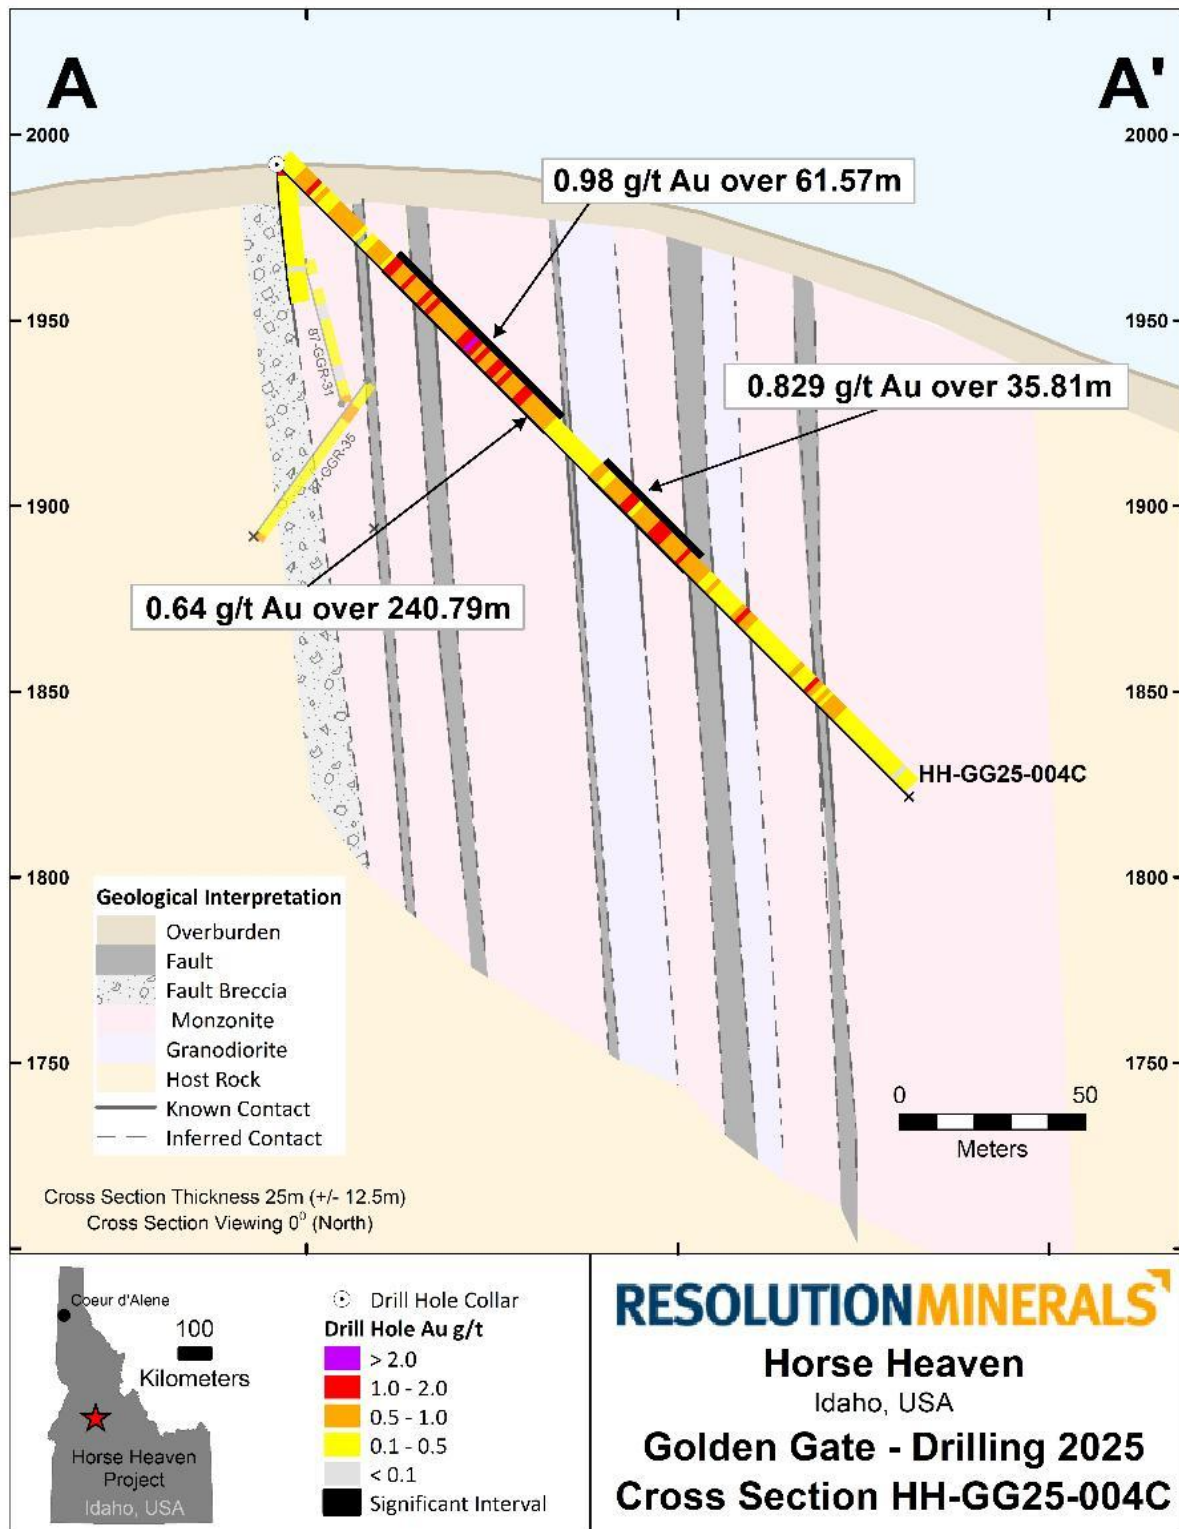 A
A'
2000
2000
0.98 g/t Au over 61.57m
1950
1950
87-GGR-31
0.829 g/t Au over 35.81m
1900
1900
0.64 g/t Au over 240.79m
1850
1850
HH-GG25-004C
1800
1800
Geological Interpretation
Overburden
Fault
Fault Breccia
Monzonite
Granodiorite
Host Rock
Known Contact
Inferred Contact
1750
1750
0
50
Meters
Cross Section Thickness 25m (+/- 12.5m)
Cross Section Viewing 0⁰ (North)
Coeur d'Alene
100
Kilometers
Horse Heaven
Project
Idaho, USA
Drill Hole Collar
Drill Hole Au g/t
> 2.0
1.0 - 2.0
0.5 - 1.0
0.1 - 0.5
< 0.1
Significant Interval
RESOLUTIONMINERALS
Horse Heaven
Idaho, USA
Golden Gate - Drilling 2025
Cross Section HH-GG25-004C